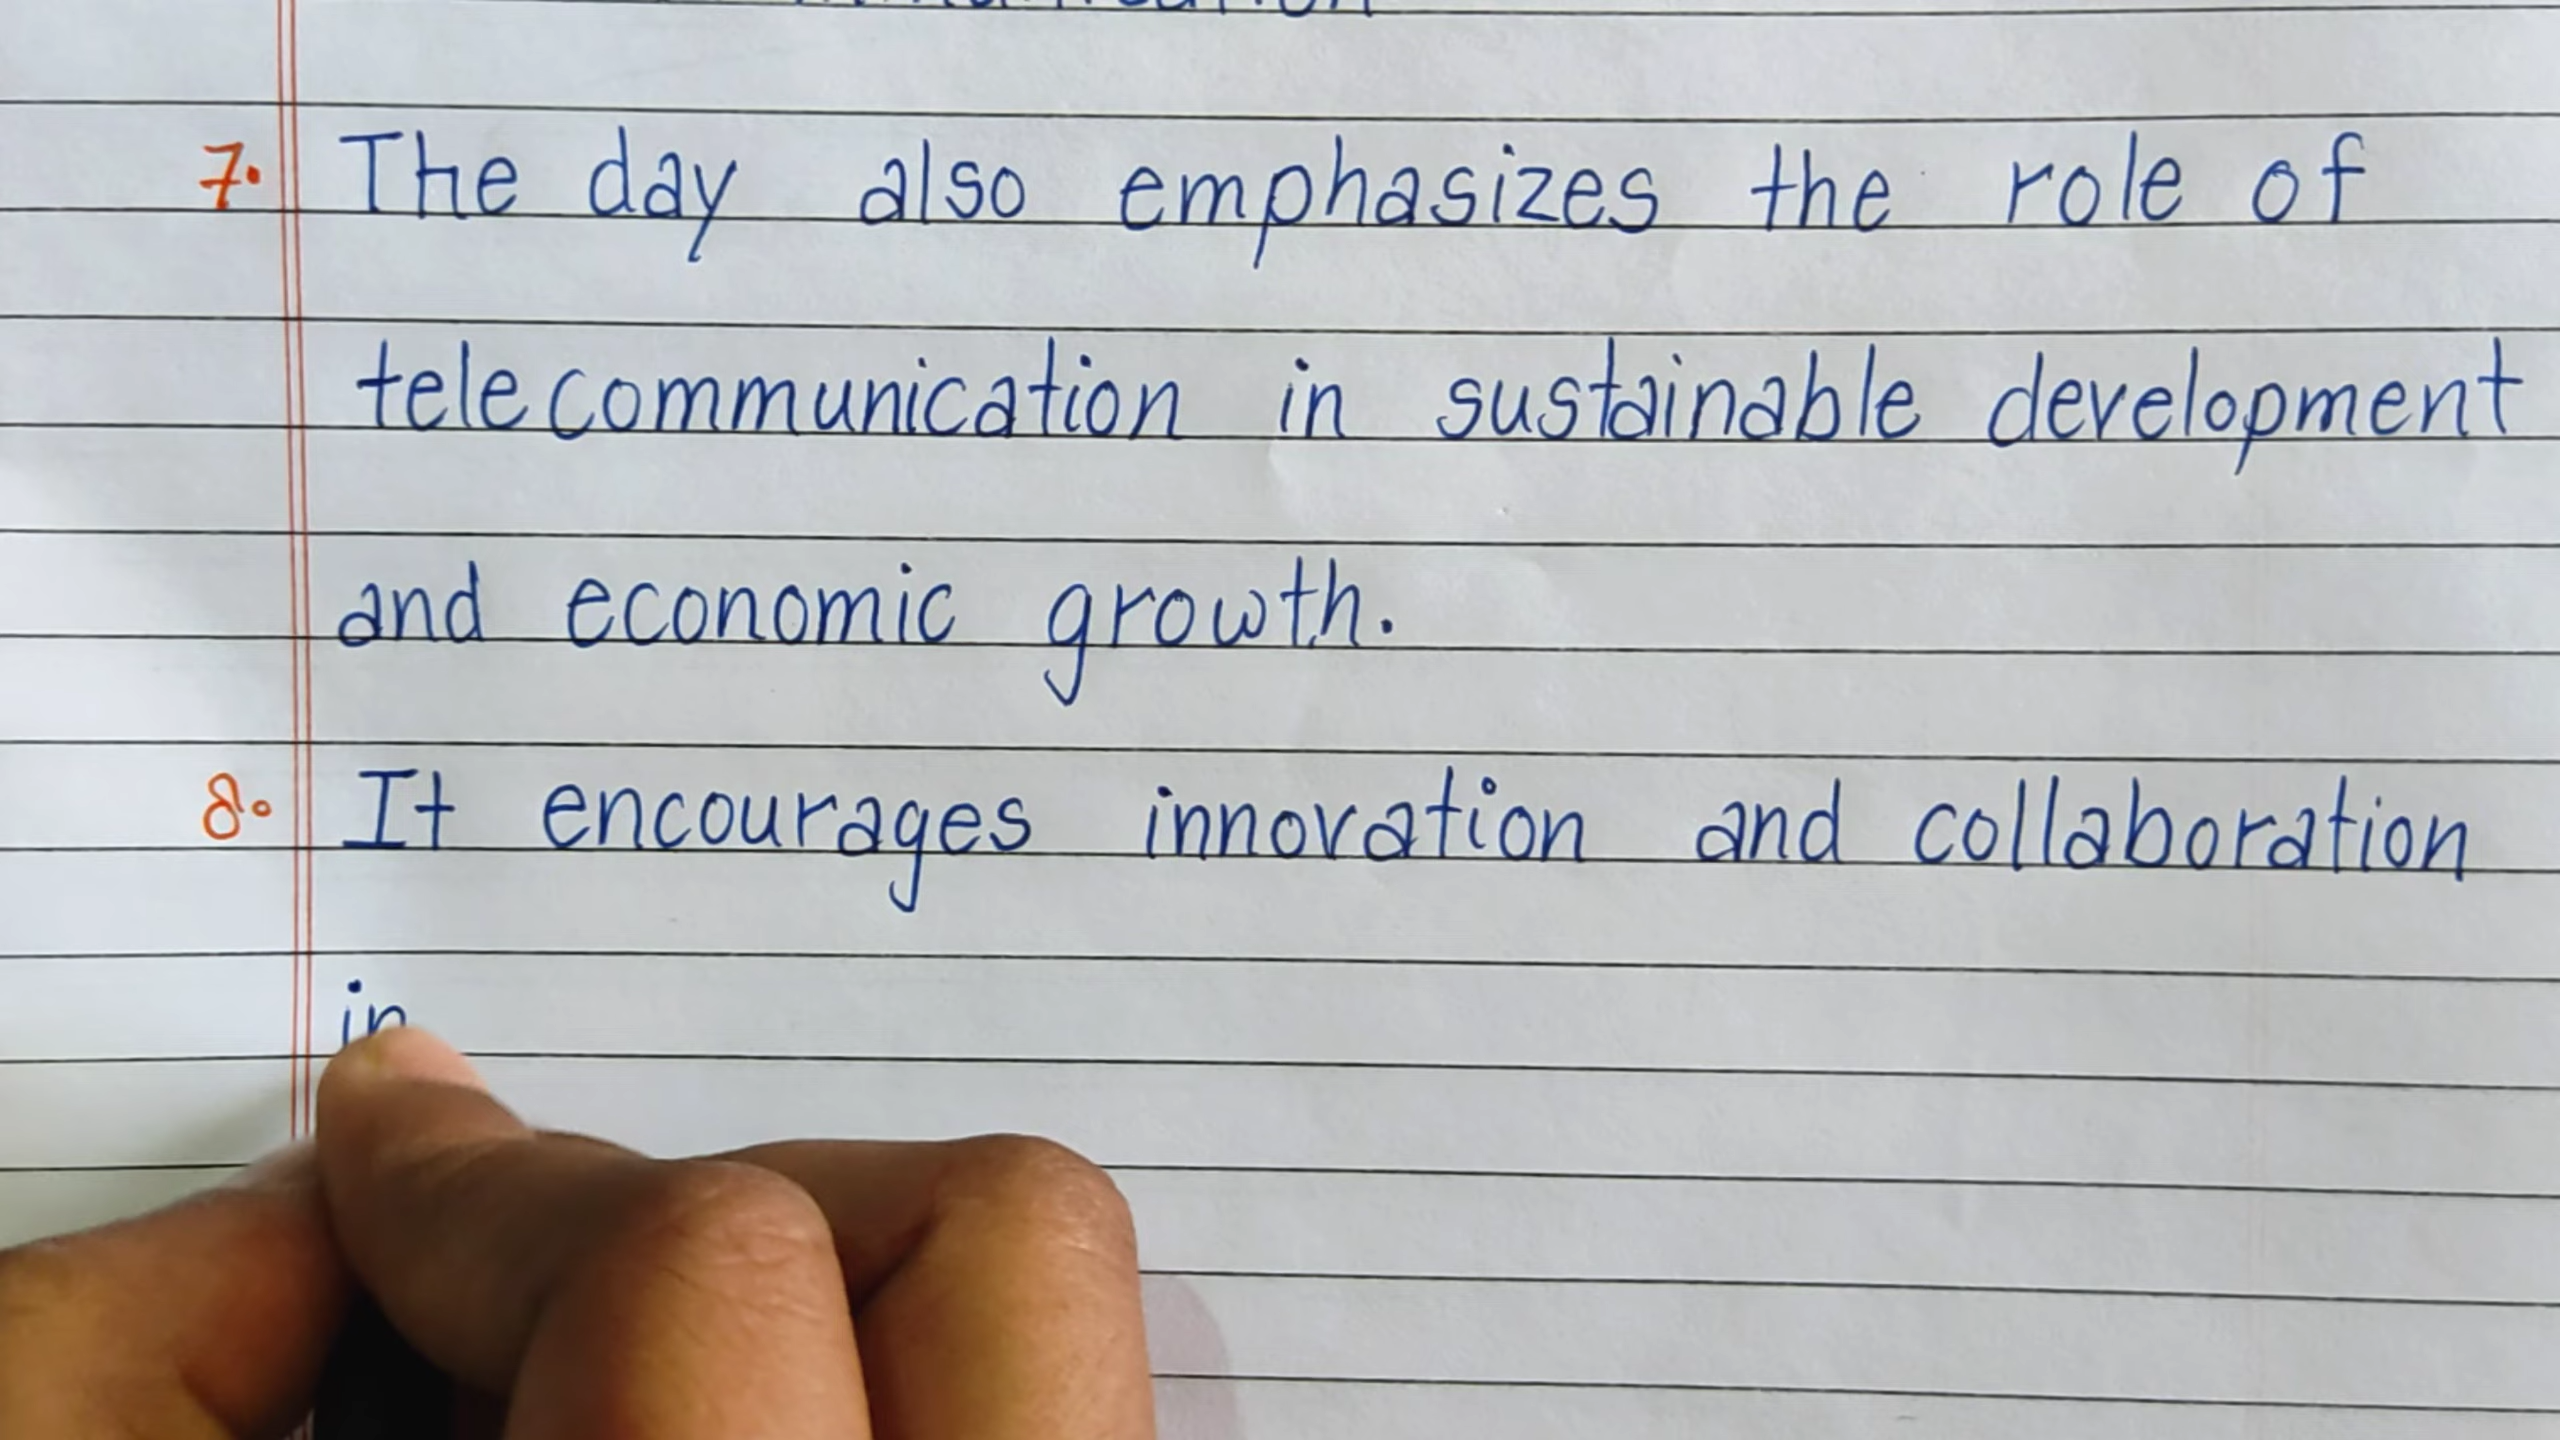 7. The day also emphasizes the role of
telecommunication in sustainable development
and economic growth.
8. It encourages innovation and collaboration
in